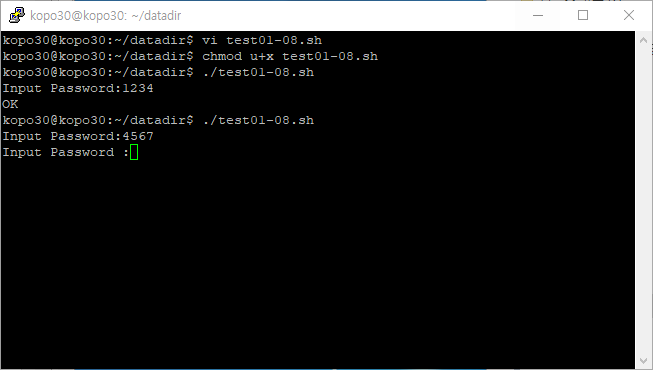 kopo30@kopo30: ~/datadir
kopo30@kopo30:~/datadir$ vi test01-08.sh
kopo30@kopo30:~/datadir$ chmod u+x test01-08.sh
kopo30@kopo30:~/datadir$ ./test01-08.sh
Input Password:1234
OK
kopo30@kopo30:~/datadir$ ./test01-08.sh
Input Password:4567
Input Password :